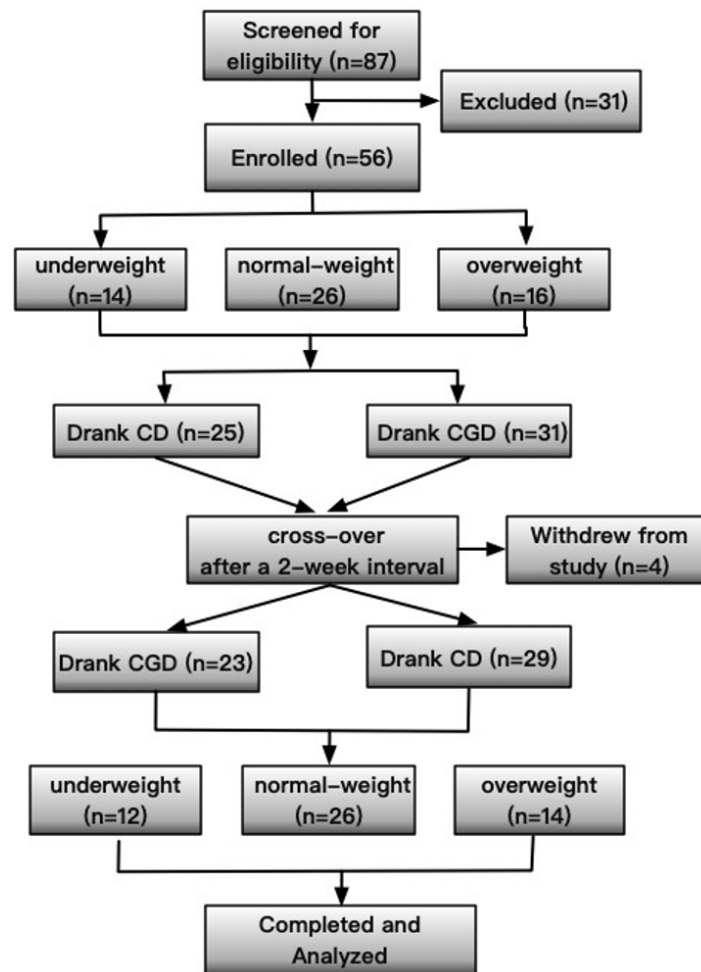 Screened for
eligibility (n=87)
Excluded (n=31)
Enrolled (n=56)
underweight
(n=14)
normal-weight
(n=26)
overweight
(n=16)
Drank CD (n=25)
Drank CGD (n=31)
cross-over
after a 2-week interval
Withdrew from
study (n=4)
Drank CGD (n=23)
Drank CD (n=29)
underweight
(n=12)
normal-weight
(n=26)
overweight
(n=14)
Completed and
Analyzed